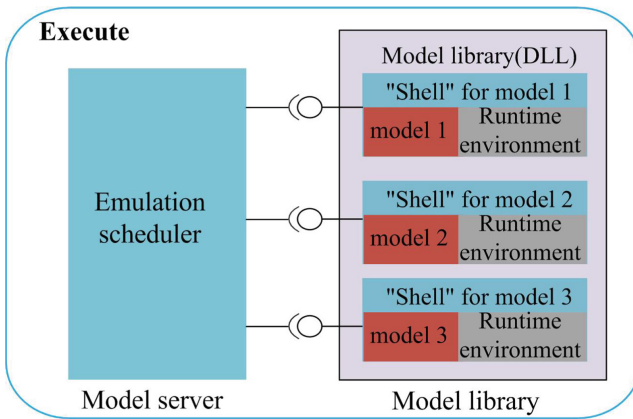 Execute
Model library(DLL)
"Shell" for model 1
model 1
Runtime
environment
Emulation
scheduler
"Shell" for model 2
model 2
Runtime
environment
"Shell" for model 3
model 3
Runtime
environment
Model server
Model library